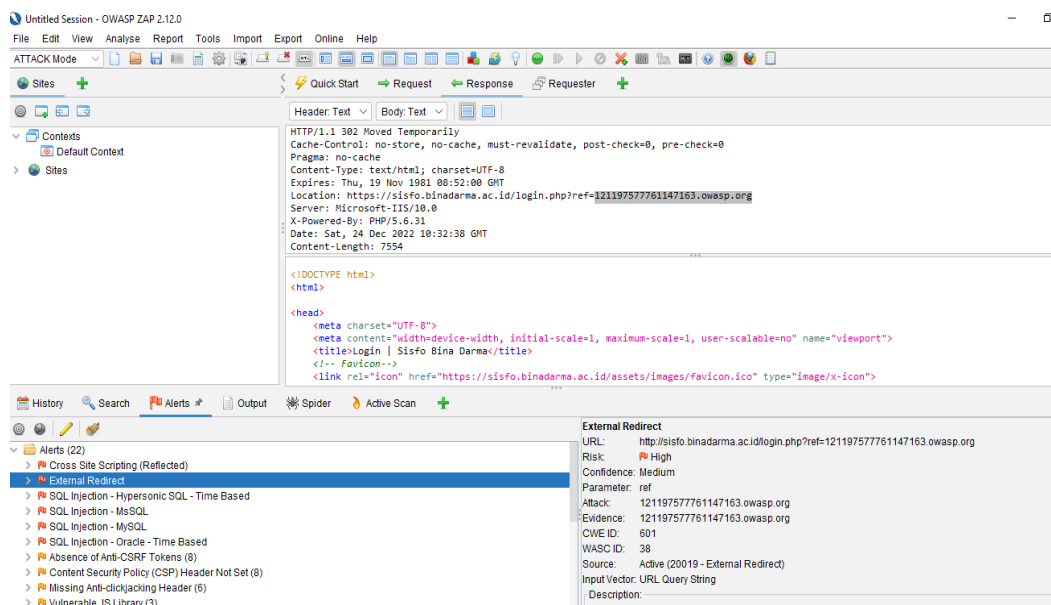 Untitled Session - OWASP ZAP 2.12.0
File Edit View Analyse Report Tools Import Export Online Help
ATTACK Mode
Sites
Quick Start Request Response Requester
Header: Text Body: Text
Contexts
Default Context
Sites
HTTP/1.1 302 Moved Temporarily
Cache-Control: no-store, no-cache, must-revalidate, post-check=0, pre-check=0
Pragma: no-cache
Content-Type: text/html; charset=UTF-8
Expires: Thu, 19 Nov 1981 08:52:00 GMT
Location: https://sisfo.binadarma.ac.id/login.php?ref=121197577761147163.owasp.org
Server: Microsoft-IIS/10.0
X-Powered-By: PHP/5.6.31
Date: Sat, 24 Dec 2022 10:32:38 GMT
Content-Length: 7554
<!DOCTYPE html>
<html>
<head>
<meta charset="UTF-8">
<meta content="width=device-width, initial-scale=1, maximum-scale=1, user-scalable=no" name="viewport">
<title>Login | Sisfo Bina Darma</title>
<!-- Favicon-->
<link rel="icon" href="https://sisfo.binadarma.ac.id/assets/images/favicon.ico" type="image/x-icon">
History Search Alerts Output Spider Active Scan
Alerts (22)
Cross Site Scripting (Reflected)
External Redirect
SQL Injection - Hypersonic SQL - Time Based
SQL Injection - MsSQL
SQL Injection - MySQL
SQL Injection - Oracle - Time Based
Absence of Anti-CSRF Tokens (8)
Content Security Policy (CSP) Header Not Set (8)
Missing Anti-clickjacking Header (6)
Vulnerable JS Library (3)
External Redirect
URL: http://sisfo.binadarma.ac.id/login.php?ref=121197577761147163.owasp.org
Risk: High
Confidence: Medium
Parameter: ref
Attack: 121197577761147163.owasp.org
Evidence: 121197577761147163.owasp.org
CWE ID: 601
WASC ID: 38
Source: Active (20019 - External Redirect)
Input Vector: URL Query String
Description: